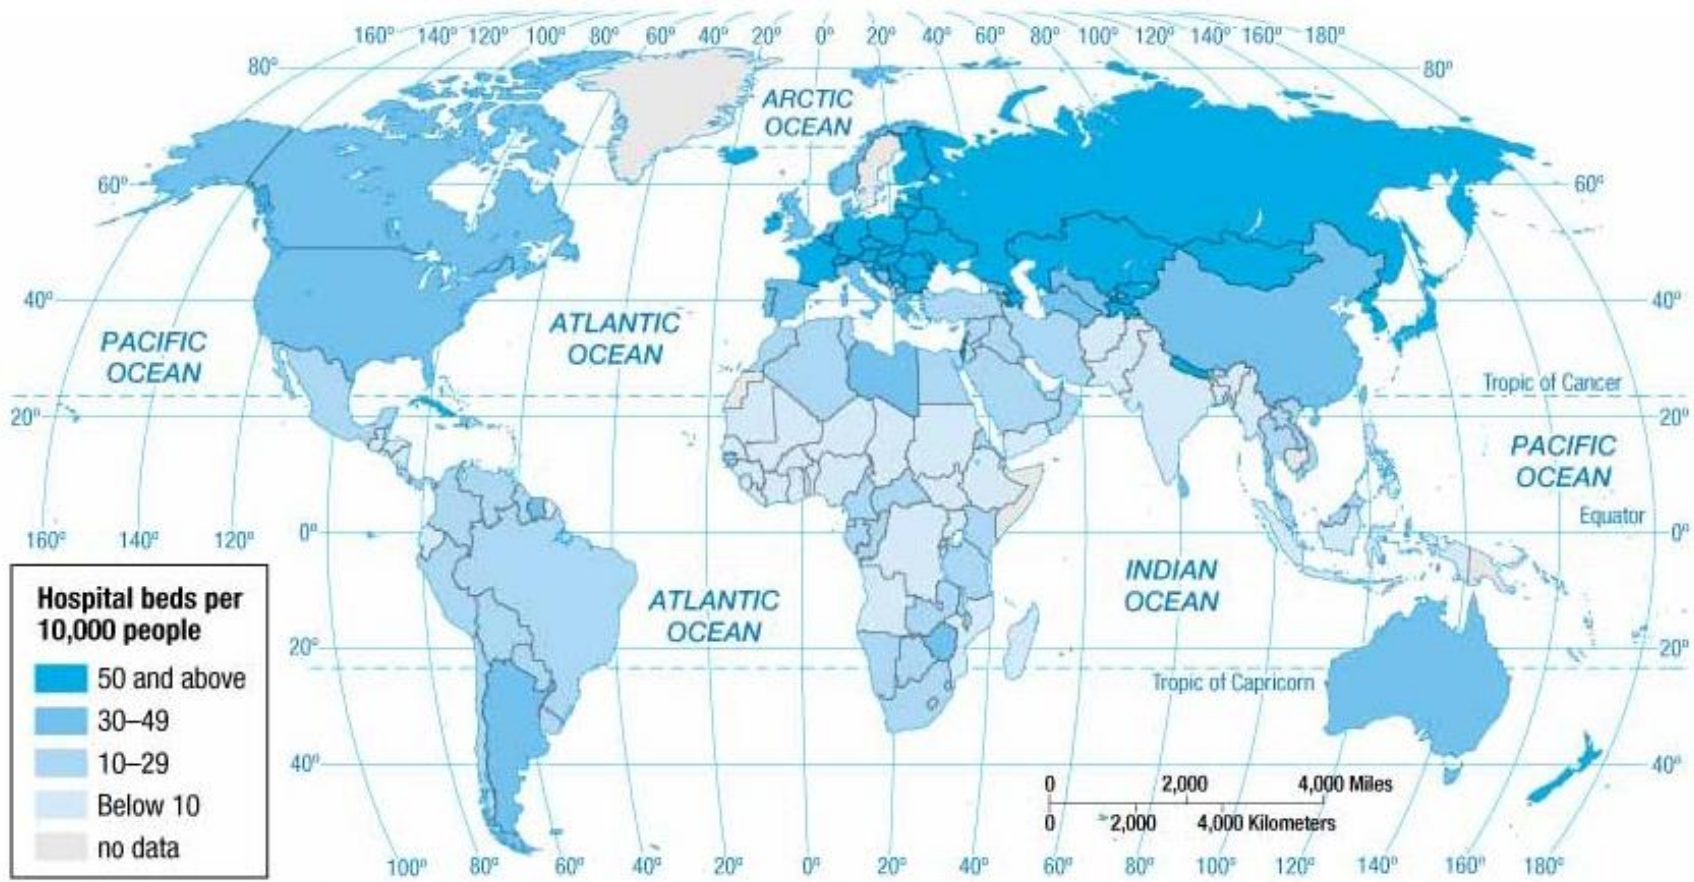 160° 140° 120° 100° 80° 60° 40° 20° 0° 20° 40° 60° 80° 100° 120° 140° 160° 180°
80° 80°
ARCTIC
OCEAN
60° 60°
40° 40°
PACIFIC
OCEAN
ATLANTIC
OCEAN
Tropic of Cancer
20° 20°
PACIFIC
OCEAN
Equator
160° 140° 120° 0° 0°
INDIAN
OCEAN
ATLANTIC
OCEAN
20° 20°
Tropic of Capricorn
40° 40°
Hospital beds per
10,000 people
50 and above
30–49
10–29
Below 10
no data
0 2,000 4,000 Miles
0 2,000 4,000 Kilometers
100° 80° 60° 40° 20° 0° 20° 40° 60° 80° 100° 120° 140° 160° 180°